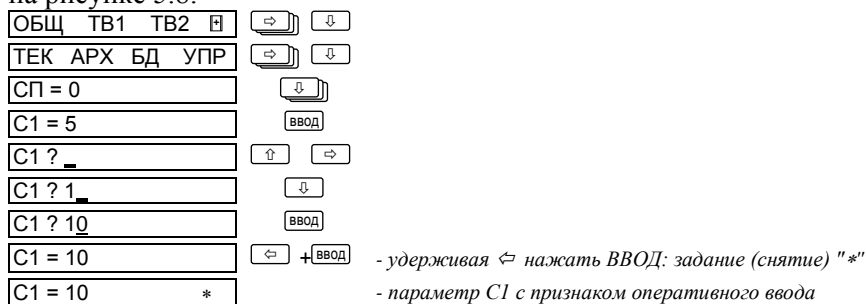 на рисунке 5.8.
ОБЩ ТВ1 ТВ2 ⇨ ⇩
ТЕК АРХ БД УПР ⇨ ⇩
СП = 0 ⇩
С1 = 5 ВВОД
С1 ? _ ⇧ ⇨
С1 ? 1_ ⇩
С1 ? 10 ВВОД
С1 = 10 ⇦ +ВВОД - удерживая ⇦ нажать ВВОД: задание (снятие) "*"
С1 = 10 * - параметр С1 с признаком оперативного ввода